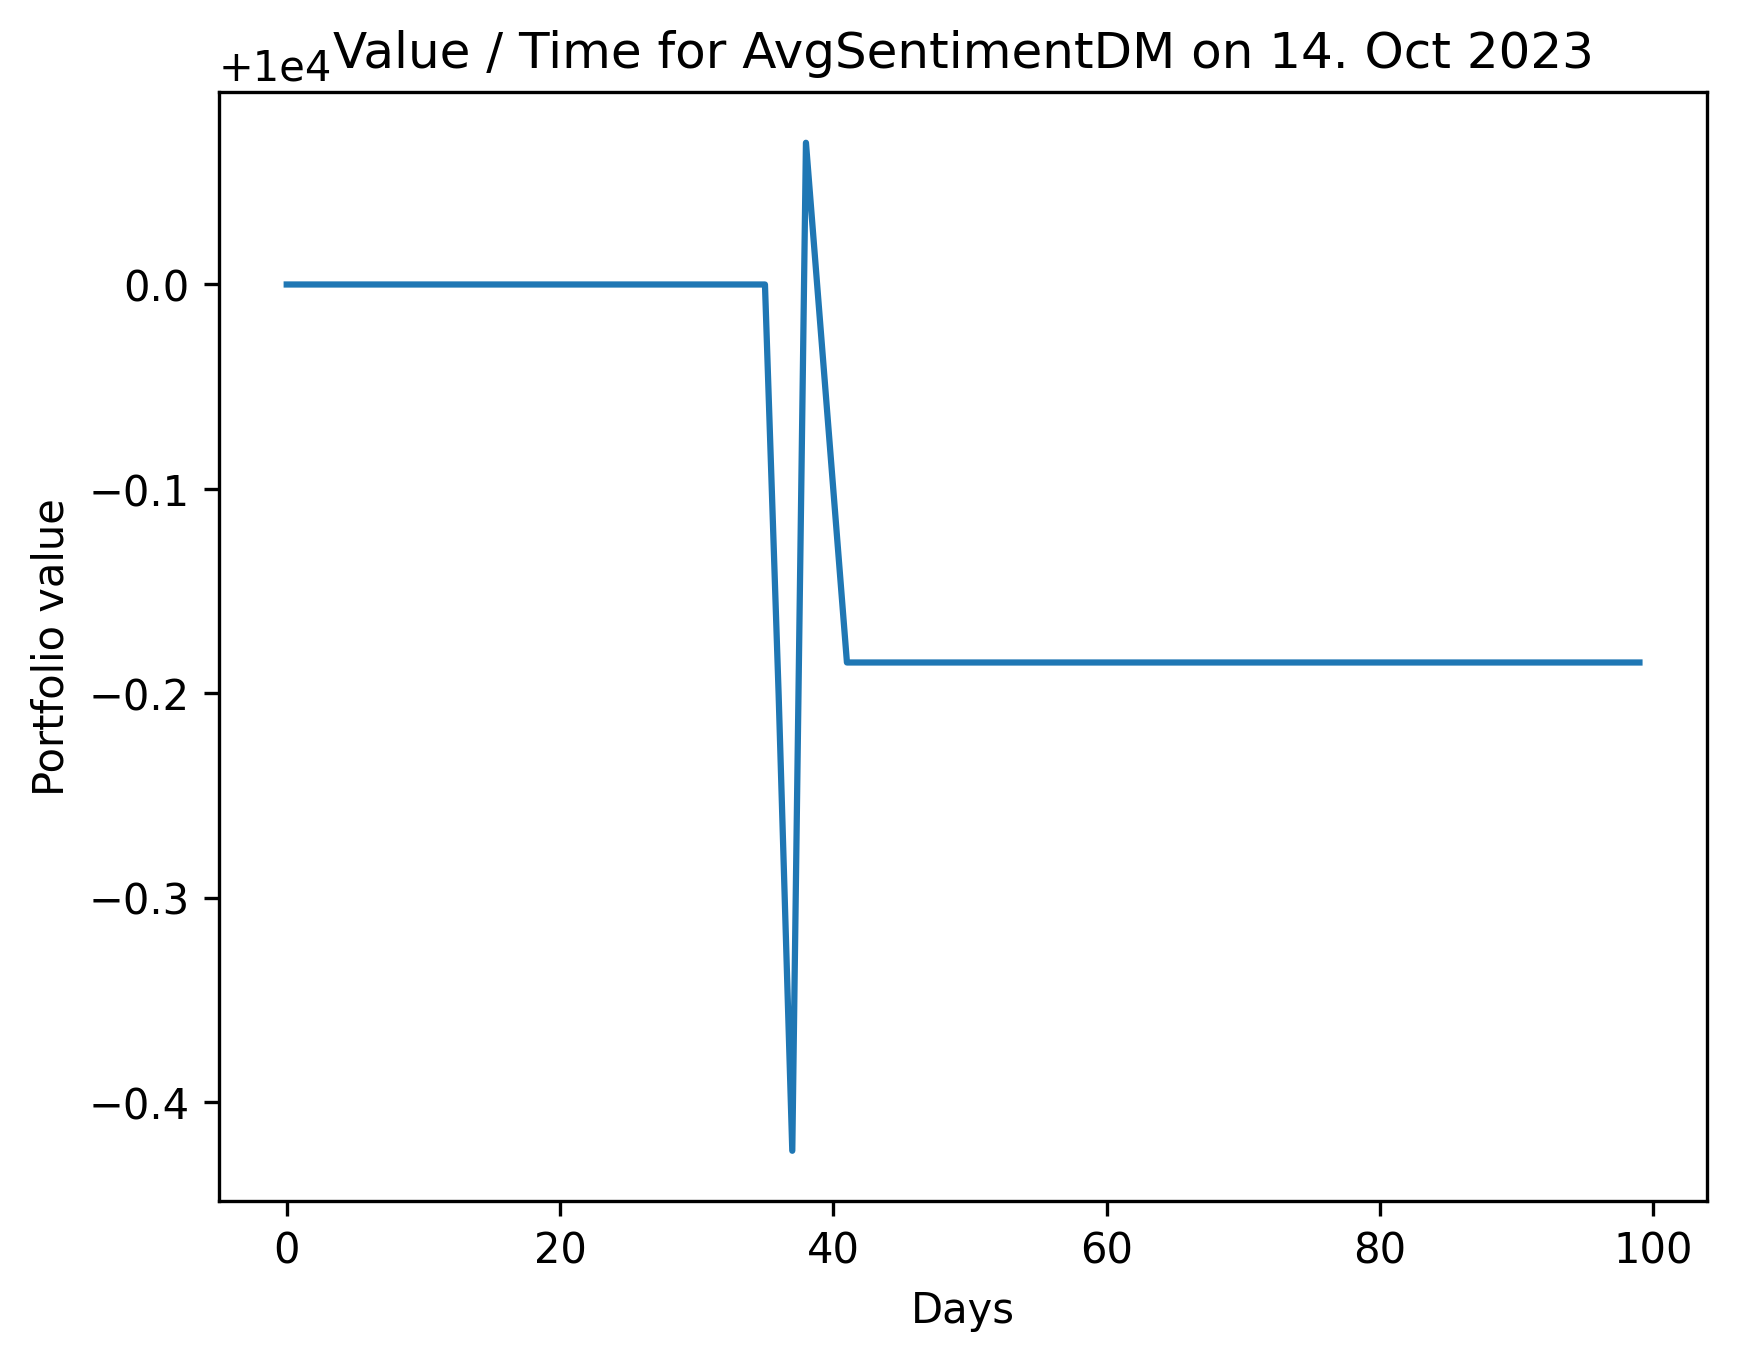 Value / Time for AvgSentimentDM on 14. Oct 2023
+1e4
0.0
−0.1
−0.2
−0.3
−0.4
Portfolio value
0 20 40 60 80 100
Days